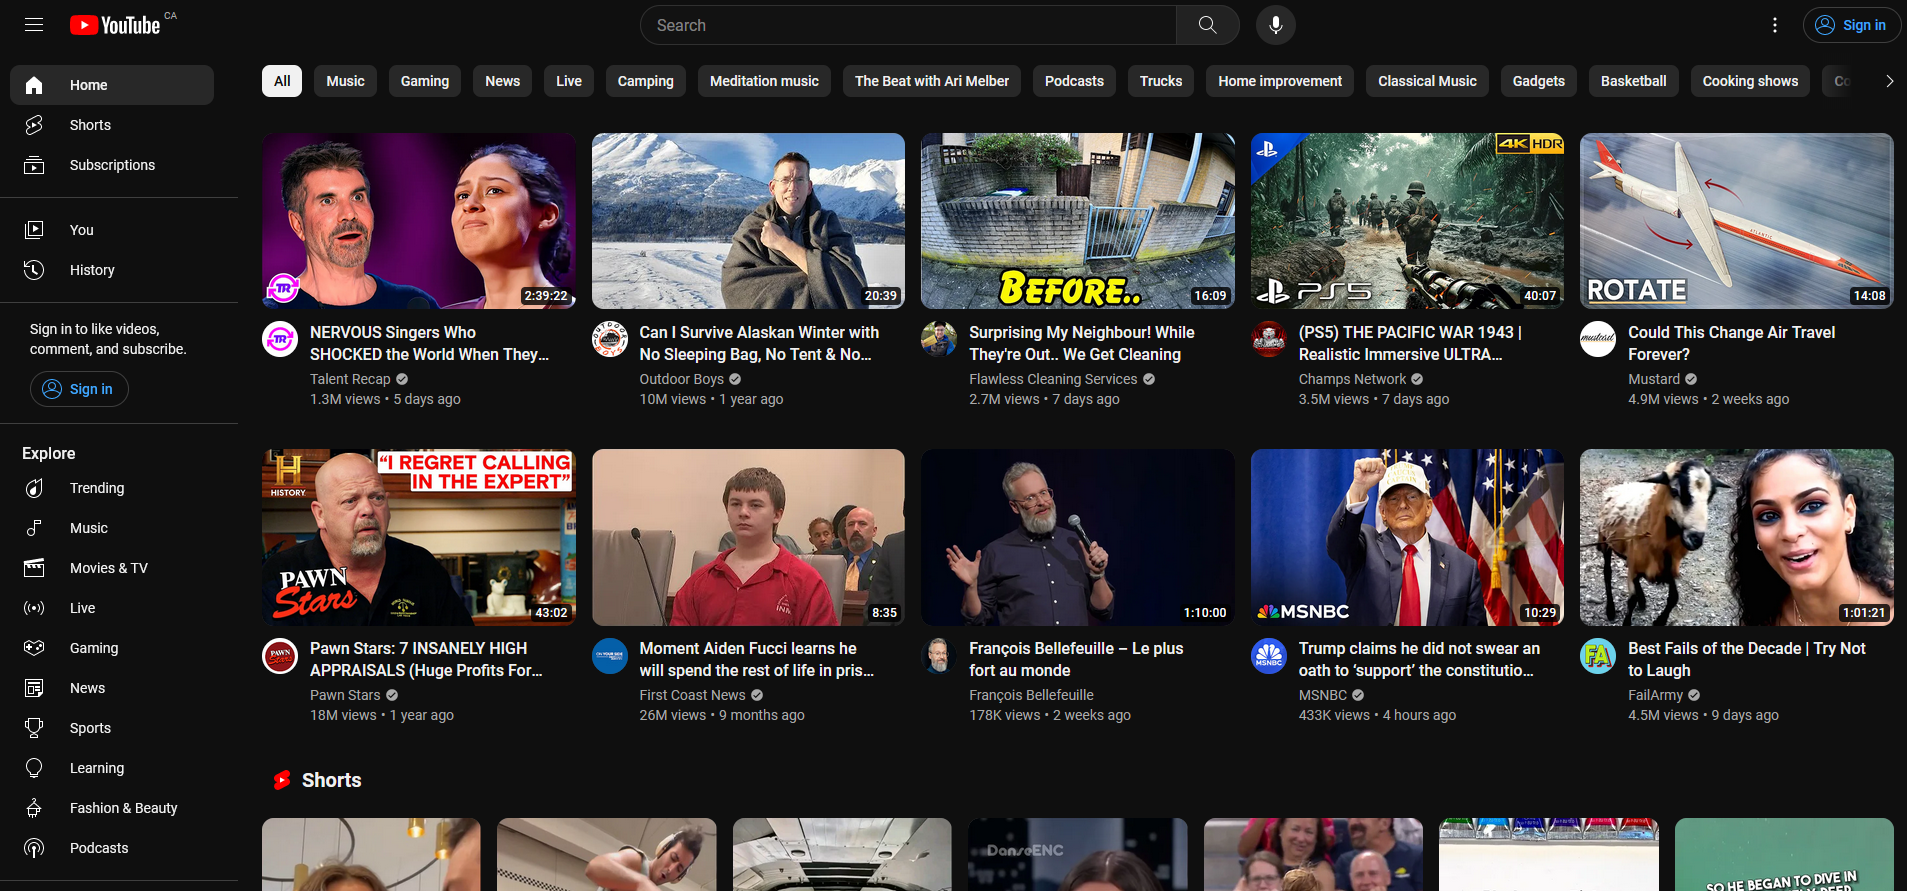 YouTube CA
Search
Sign in
Home
Shorts
Subscriptions
You
History
Sign in to like videos,
comment, and subscribe.
Sign in
Explore
Trending
Music
Movies & TV
Live
Gaming
News
Sports
Learning
Fashion & Beauty
Podcasts
All
Music
Gaming
News
Live
Camping
Meditation music
The Beat with Ari Melber
Podcasts
Trucks
Home improvement
Classical Music
Gadgets
Basketball
Cooking shows
Co
TR
2:39:22
TR
NERVOUS Singers Who
SHOCKED the World When They...
Talent Recap
1.3M views • 5 days ago
20:39
OUTDOOR BOYS
Can I Survive Alaskan Winter with
No Sleeping Bag, No Tent & No...
Outdoor Boys
10M views • 1 year ago
BEFORE..
16:09
Surprising My Neighbour! While
They're Out.. We Get Cleaning
Flawless Cleaning Services
2.7M views • 7 days ago
4K HDR
PS5
40:07
(PS5) THE PACIFIC WAR 1943 |
Realistic Immersive ULTRA...
Champs Network
3.5M views • 7 days ago
ATLANTIC
ROTATE
14:08
mustard
Could This Change Air Travel
Forever?
Mustard
4.9M views • 2 weeks ago
H
HISTORY
“I REGRET CALLING
IN THE EXPERT”
PAWN
Stars
43:02
PAWN
Stars
Pawn Stars: 7 INSANELY HIGH
APPRAISALS (Huge Profits For...
Pawn Stars
18M views • 1 year ago
8:35
ON YOUR SIDE
Moment Aiden Fucci learns he
will spend the rest of life in pris...
First Coast News
26M views • 9 months ago
1:10:00
François Bellefeuille – Le plus
fort au monde
François Bellefeuille
178K views • 2 weeks ago
MSNBC
10:29
MSNBC
Trump claims he did not swear an
oath to ‘support’ the constitutio...
MSNBC
433K views • 4 hours ago
1:01:21
FA
Best Fails of the Decade | Try Not
to Laugh
FailArmy
4.5M views • 9 days ago
Shorts
DanseENC
SO HE BEGAN TO DIVE IN